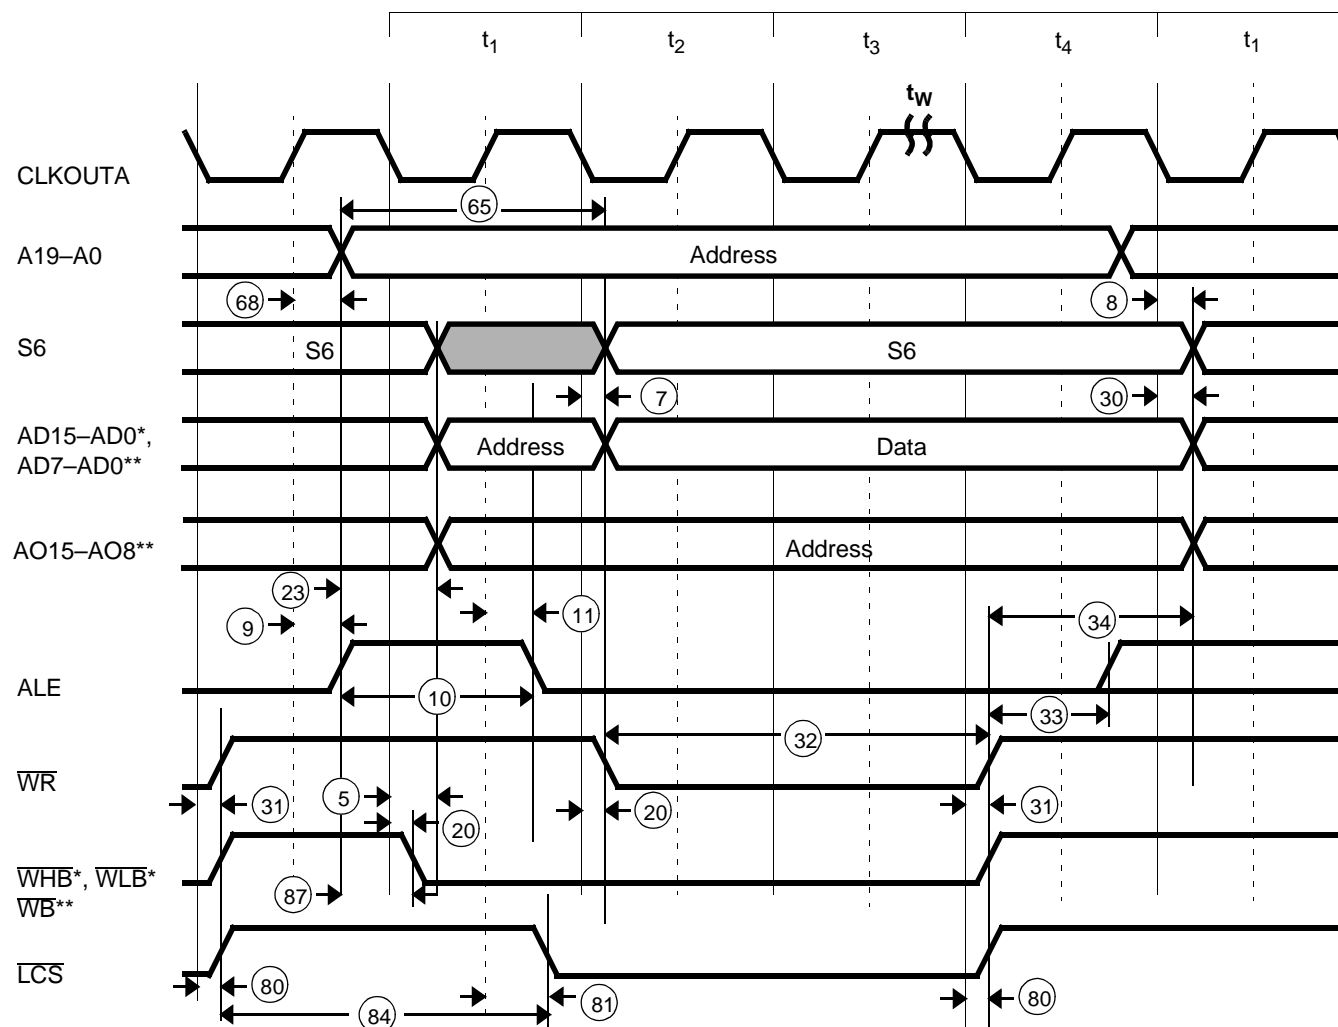 t1 t2 t3 t4 t1
tW
CLKOUTA
65
A19–A0 Address
68 8
S6 S6 S6
7 30
AD15–AD0*,
AD7–AD0** Address Data
AO15–AO8** Address
23
9 11 34
ALE
10 33
32
WR
31 5 20 20 31
WHB*, WLB*
WB** 87
LCS
80 81 80
84